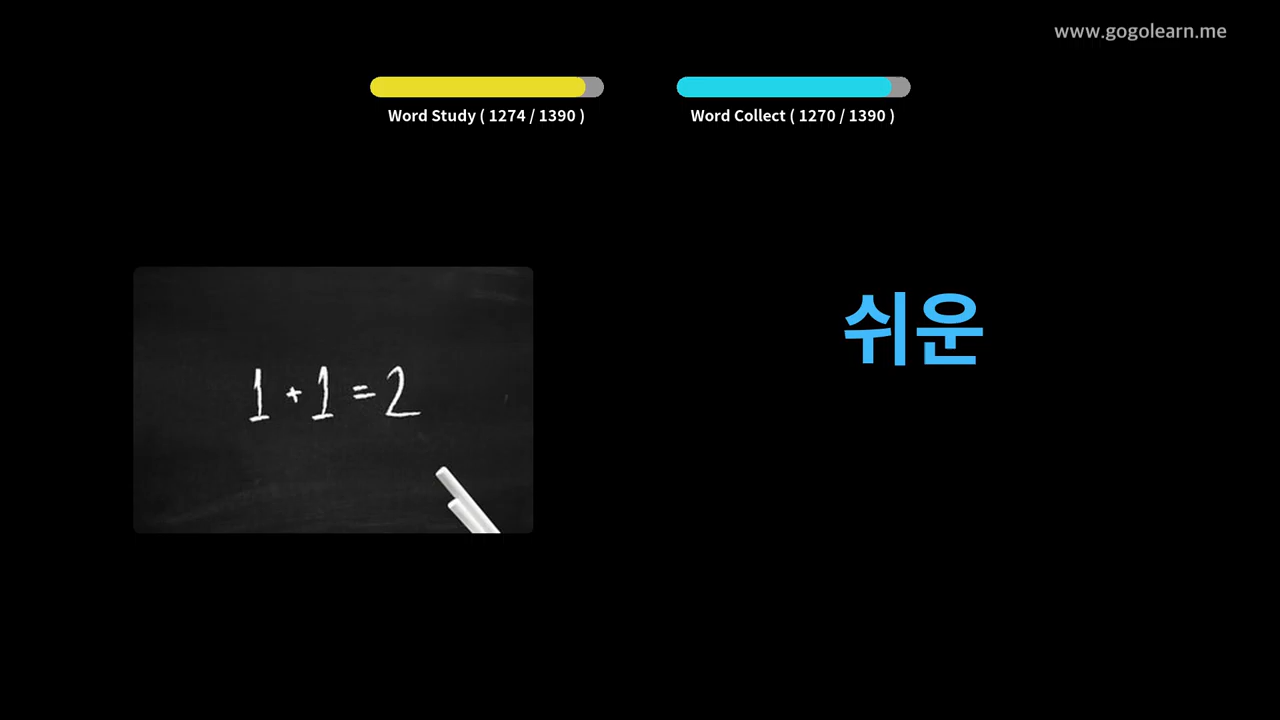 www.gogolearn.me
Word Study ( 1274 / 1390 )
Word Collect ( 1270 / 1390 )
1 + 1 = 2
쉬운